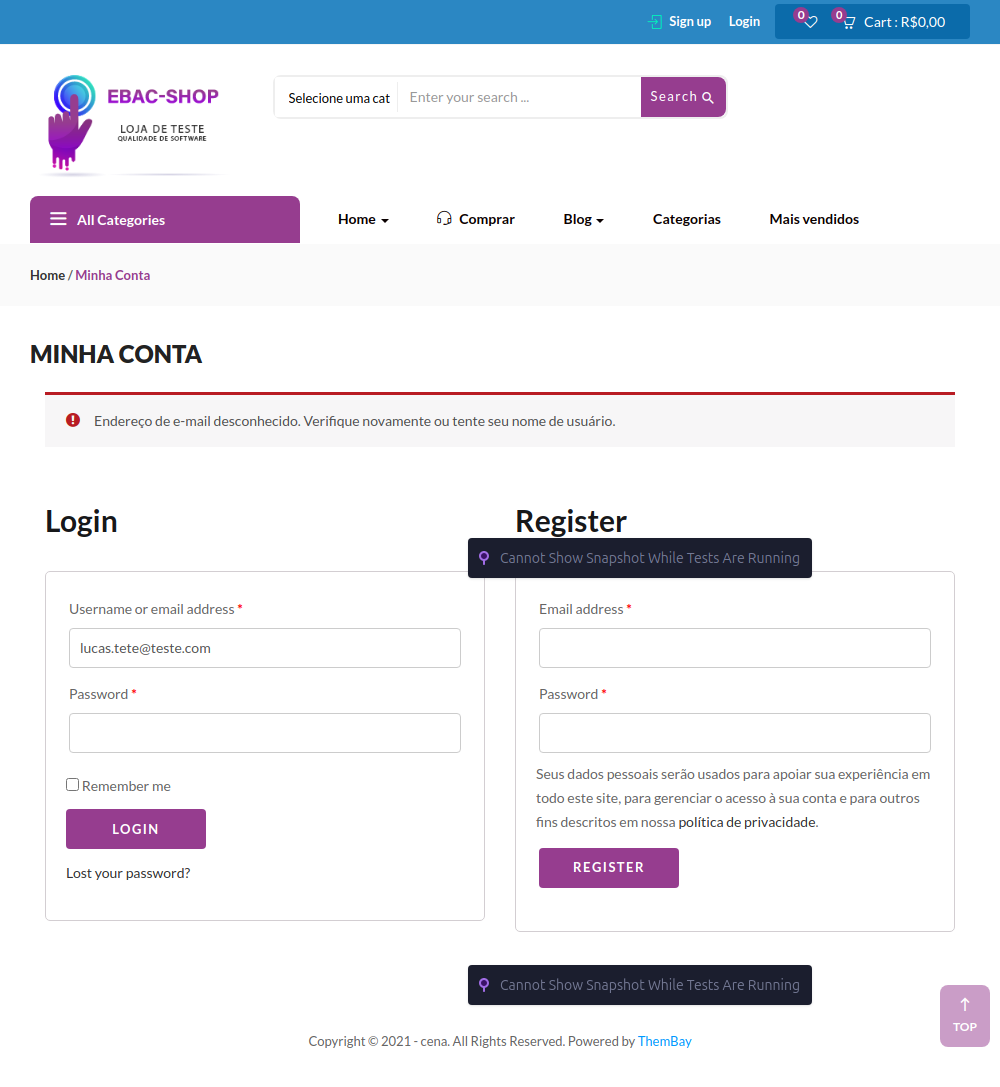 Sign up
Login
0
0
Cart : R$0,00
EBAC-SHOP
LOJA DE TESTE
QUALIDADE DE SOFTWARE
Selecione uma cat
Enter your search ...
Search
All Categories
Home
Comprar
Blog
Categorias
Mais vendidos
Home / Minha Conta
MINHA CONTA
Endereço de e-mail desconhecido. Verifique novamente ou tente seu nome de usuário.
Login
Register
Cannot Show Snapshot While Tests Are Running
Username or email address *
lucas.tete@teste.com
Password *
Remember me
LOGIN
Lost your password?
Email address *
Password *
Seus dados pessoais serão usados para apoiar sua experiência em
todo este site, para gerenciar o acesso à sua conta e para outros
fins descritos em nossa política de privacidade.
REGISTER
Cannot Show Snapshot While Tests Are Running
TOP
Copyright © 2021 - cena. All Rights Reserved. Powered by ThemBay